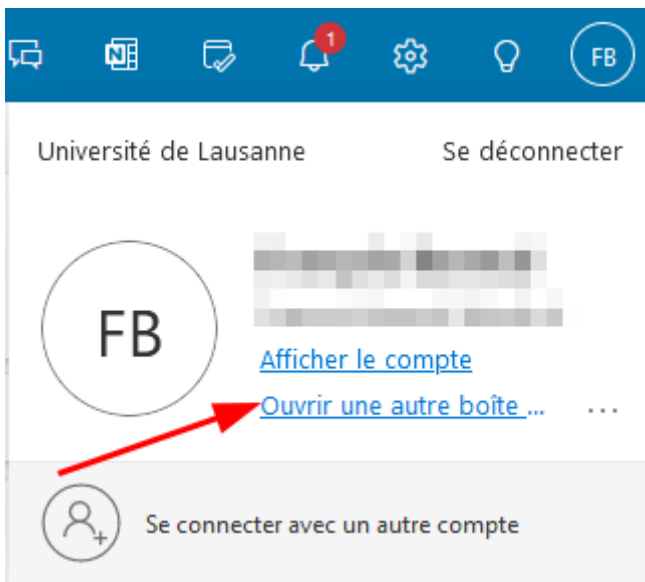 N
1
FB
Université de Lausanne
Se déconnecter
FB
Afficher le compte
Ouvrir une autre boîte ...
Se connecter avec un autre compte